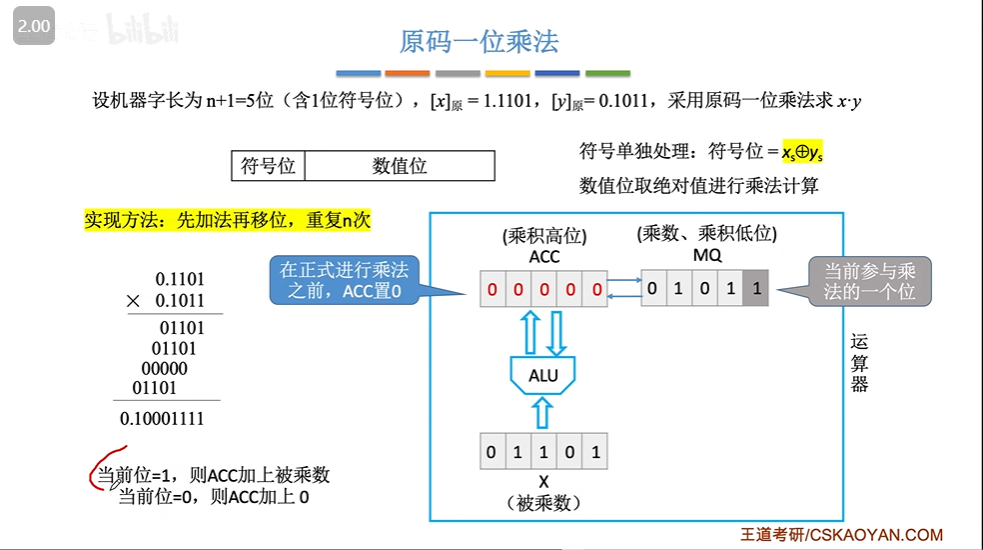 2.00
bilibili
原码一位乘法
设机器字长为 n+1=5位（含1位符号位），[x]原 = 1.1101，[y]原= 0.1011，采用原码一位乘法求 x·y
符号位 数值位
符号单独处理：符号位 = xs⊕ys
数值位取绝对值进行乘法计算
实现方法：先加法再移位，重复n次
0.1101
× 0.1011
01101
01101
00000
01101
0.10001111
当前位=1，则ACC加上被乘数
当前位=0，则ACC加上 0
在正式进行乘法
之前，ACC置0
(乘积高位)
ACC
0 0 0 0 0
(乘数、乘积低位)
MQ
0 1 0 1 1
当前参与乘
法的一个位
ALU
0 1 1 0 1
X
（被乘数）
运
算
器
王道考研/CSKAOYAN.COM